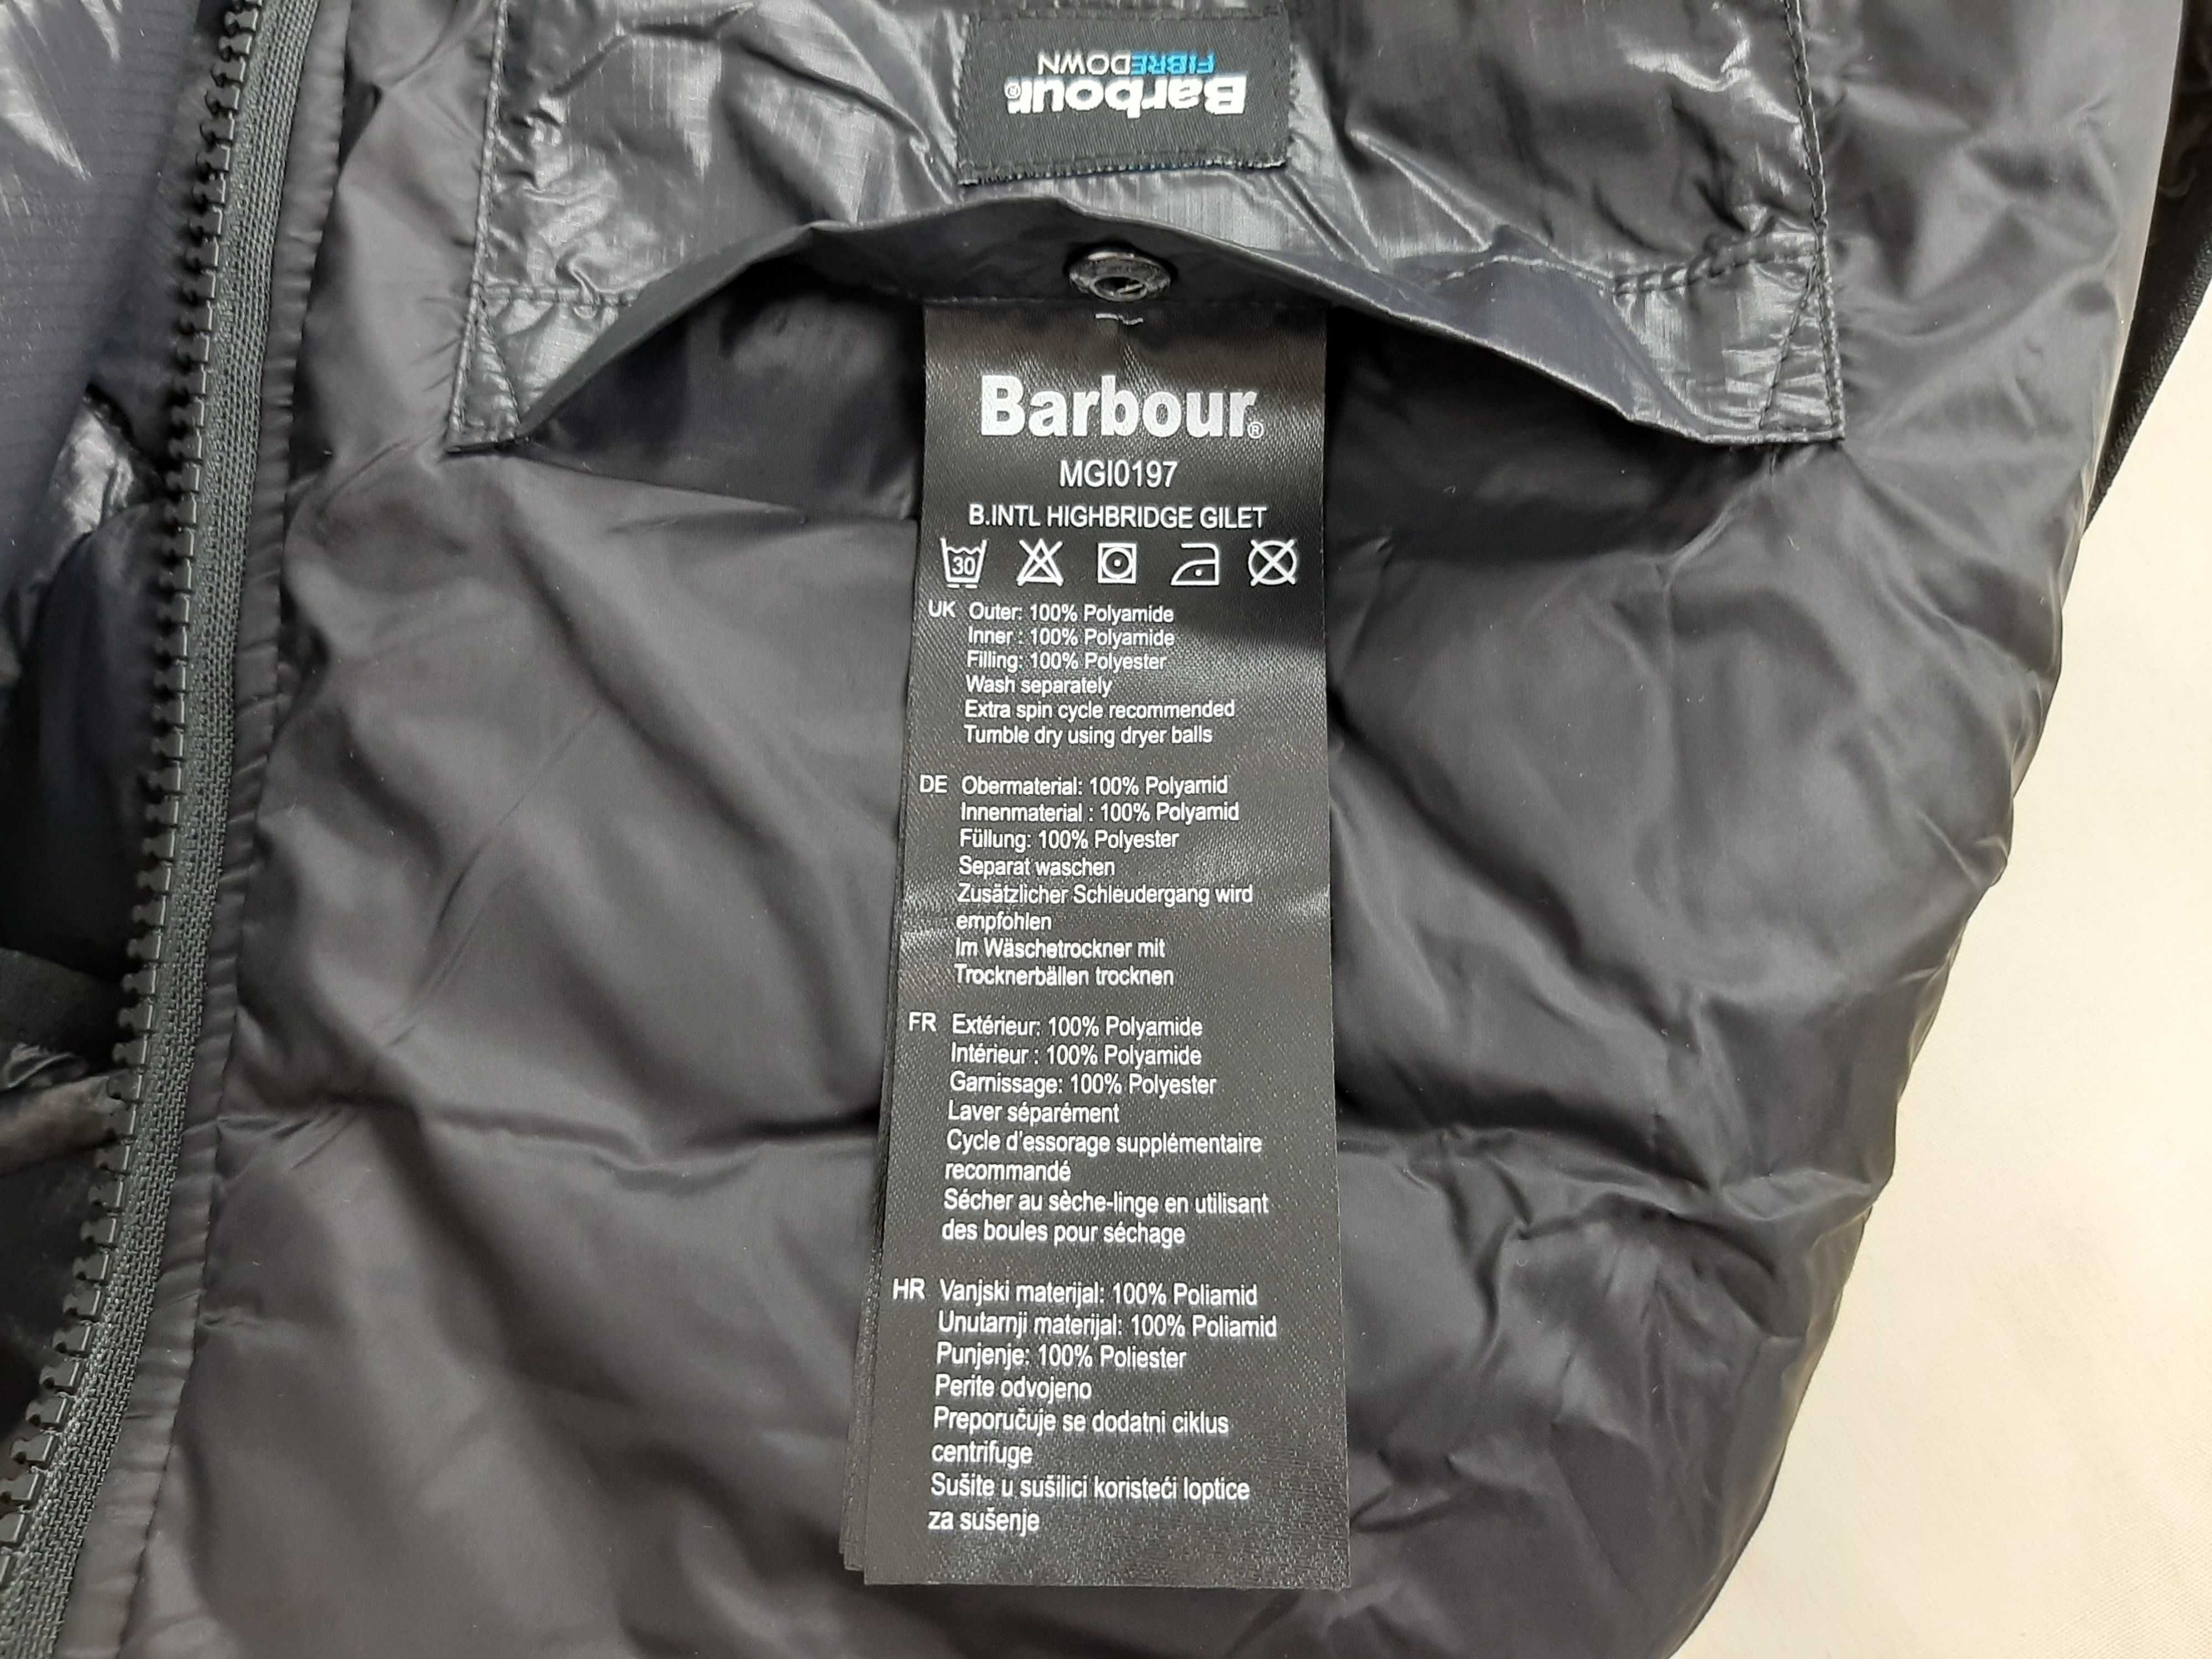 Barbour®
FIBREDOWN
Barbour®
MGI0197
B.INTL HIGHBRIDGE GILET
30
UK Outer: 100% Polyamide
Inner : 100% Polyamide
Filling: 100% Polyester
Wash separately
Extra spin cycle recommended
Tumble dry using dryer balls
DE Obermaterial: 100% Polyamid
Innenmaterial : 100% Polyamid
Füllung: 100% Polyester
Separat waschen
Zusätzlicher Schleudergang wird
empfohlen
Im Wäschetrockner mit
Trocknerbällen trocknen
FR Extérieur: 100% Polyamide
Intérieur : 100% Polyamide
Garnissage: 100% Polyester
Laver séparément
Cycle d'essorage supplémentaire
recommandé
Sécher au sèche-linge en utilisant
des boules pour séchage
HR Vanjski materijal: 100% Poliamid
Unutarnji materijal: 100% Poliamid
Punjenje: 100% Poliester
Perite odvojeno
Preporučuje se dodatni ciklus
centrifuge
Sušite u sušilici koristeći loptice
za sušenje